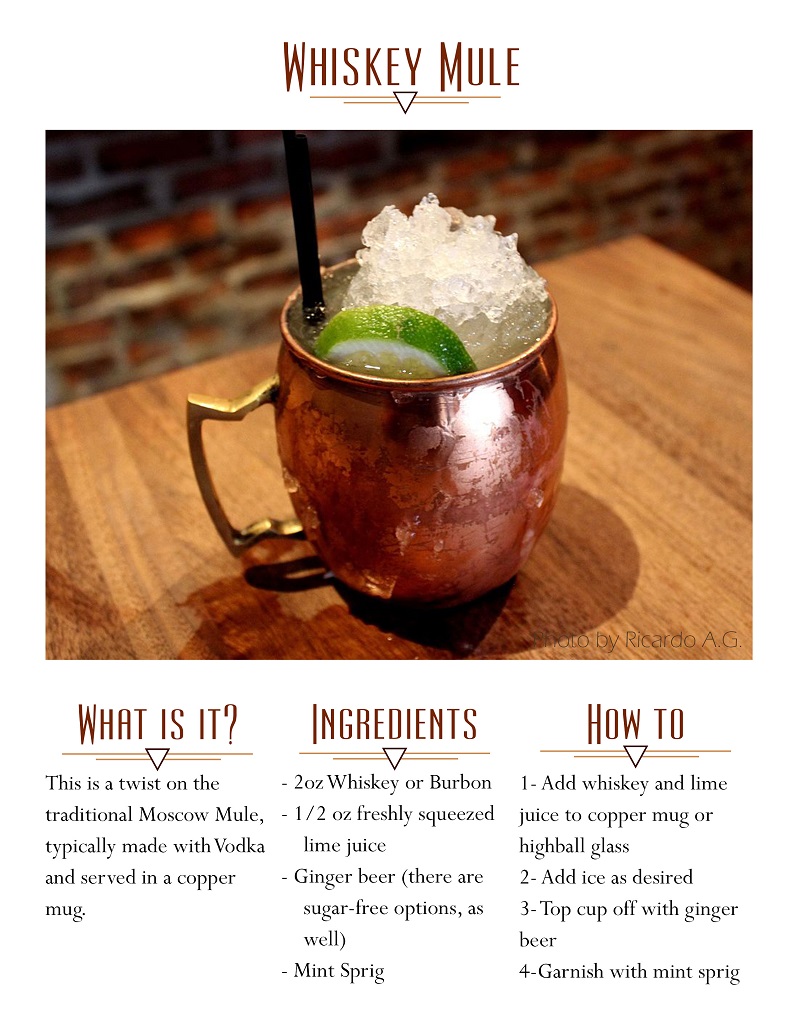 Whiskey Mule
Photo by Ricardo A.G.
What is it?
This is a twist on the
traditional Moscow Mule,
typically made with Vodka
and served in a copper
mug.
Ingredients
- 2oz Whiskey or Burbon
- 1/2 oz freshly squeezed
lime juice
- Ginger beer (there are
sugar-free options, as
well)
- Mint Sprig
How to
1- Add whiskey and lime
juice to copper mug or
highball glass
2- Add ice as desired
3- Top cup off with ginger
beer
4-Garnish with mint sprig